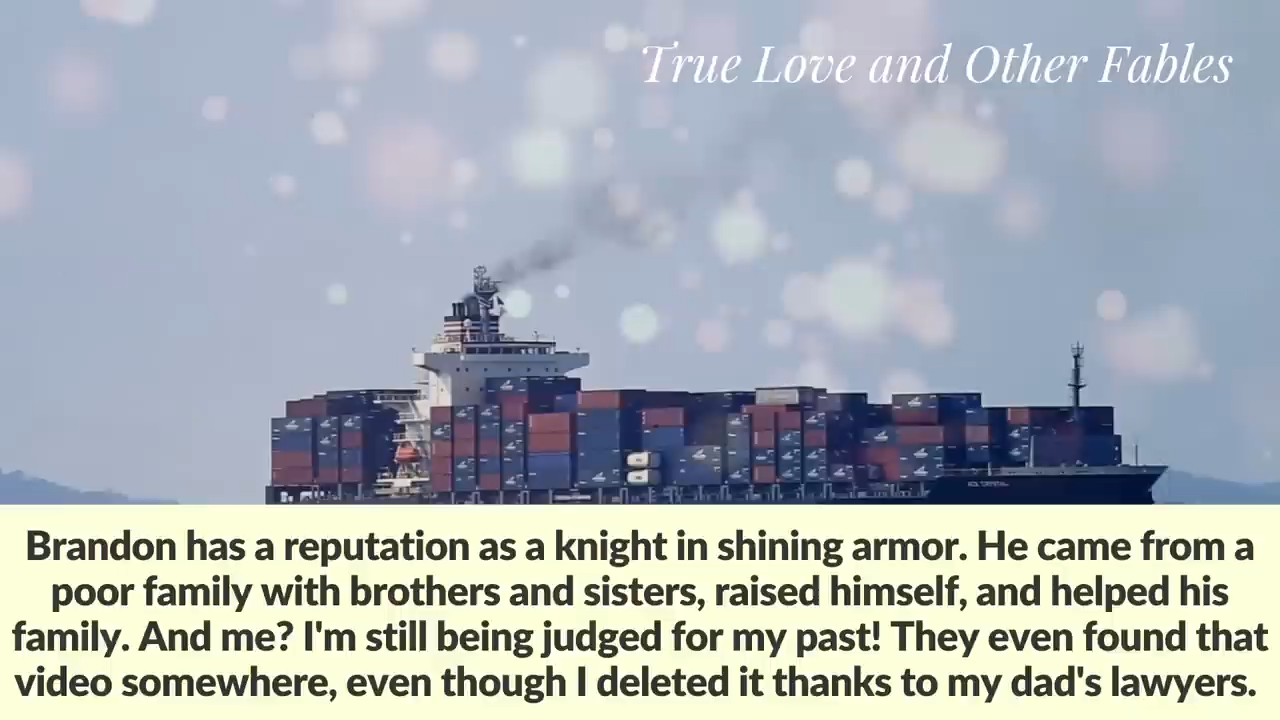 True Love and Other Fables
Brandon has a reputation as a knight in shining armor. He came from a
poor family with brothers and sisters, raised himself, and helped his
family. And me? I'm still being judged for my past! They even found that
video somewhere, even though I deleted it thanks to my dad's lawyers.